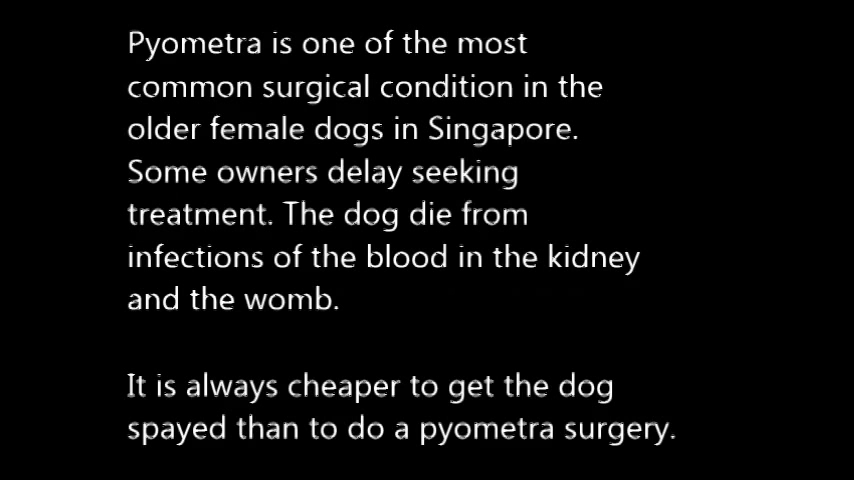 Pyometra is one of the most
common surgical condition in the
older female dogs in Singapore.
Some owners delay seeking
treatment. The dog die from
infections of the blood in the kidney
and the womb.
It is always cheaper to get the dog
spayed than to do a pyometra surgery.